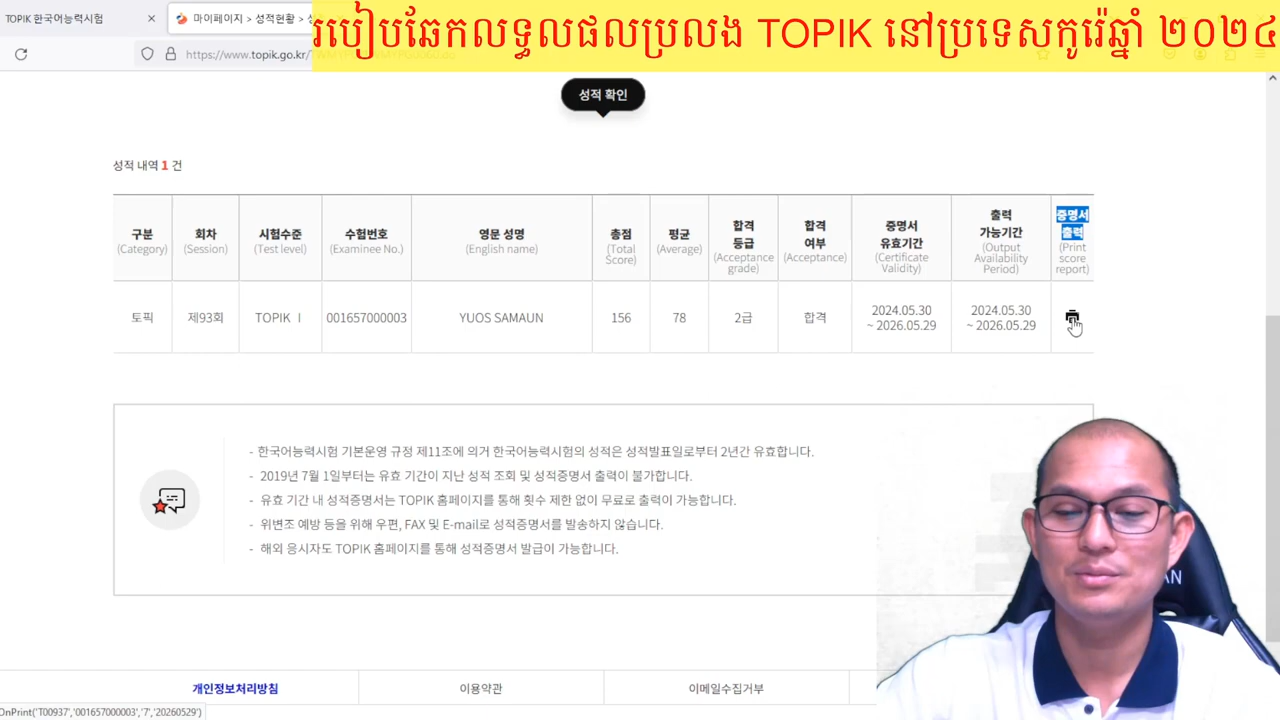 TOPIK 한국어능력시험
마이페이지 > 성적현황 >
របៀបឆែកលទ្ធផលប្រលង TOPIK នៅប្រទេសកូរ៉េឆ្នាំ ២០២៤
https://www.topik.go.kr/
성적 확인
성적 내역 1 건
구분 (Category)
회차 (Session)
시험수준 (Test level)
수험번호 (Examinee No.)
영문 성명 (English name)
총점 (Total Score)
평균 (Average)
합격 등급 (Acceptance grade)
합격 여부 (Acceptance)
증명서 유효기간 (Certificate Validity)
출력 가능기간 (Output Availability Period)
증명서 출력 (Print score report)
토픽
제93회
TOPIK Ⅰ
001657000003
YUOS SAMAUN
156
78
2급
합격
2024.05.30 ~ 2026.05.29
2024.05.30 ~ 2026.05.29
- 한국어능력시험 기본운영 규정 제11조에 의거 한국어능력시험의 성적은 성적발표일로부터 2년간 유효합니다.
- 2019년 7월 1일부터는 유효 기간이 지난 성적 조회 및 성적증명서 출력이 불가합니다.
- 유효 기간 내 성적증명서는 TOPIK 홈페이지를 통해 횟수 제한 없이 무료로 출력이 가능합니다.
- 위변조 예방 등을 위해 우편, FAX 및 E-mail로 성적증명서를 발송하지 않습니다.
- 해외 응시자도 TOPIK 홈페이지를 통해 성적증명서 발급이 가능합니다.
개인정보처리방침
이용약관
이메일수집거부
OnPrint('T00937','001657000003','7','20260529')